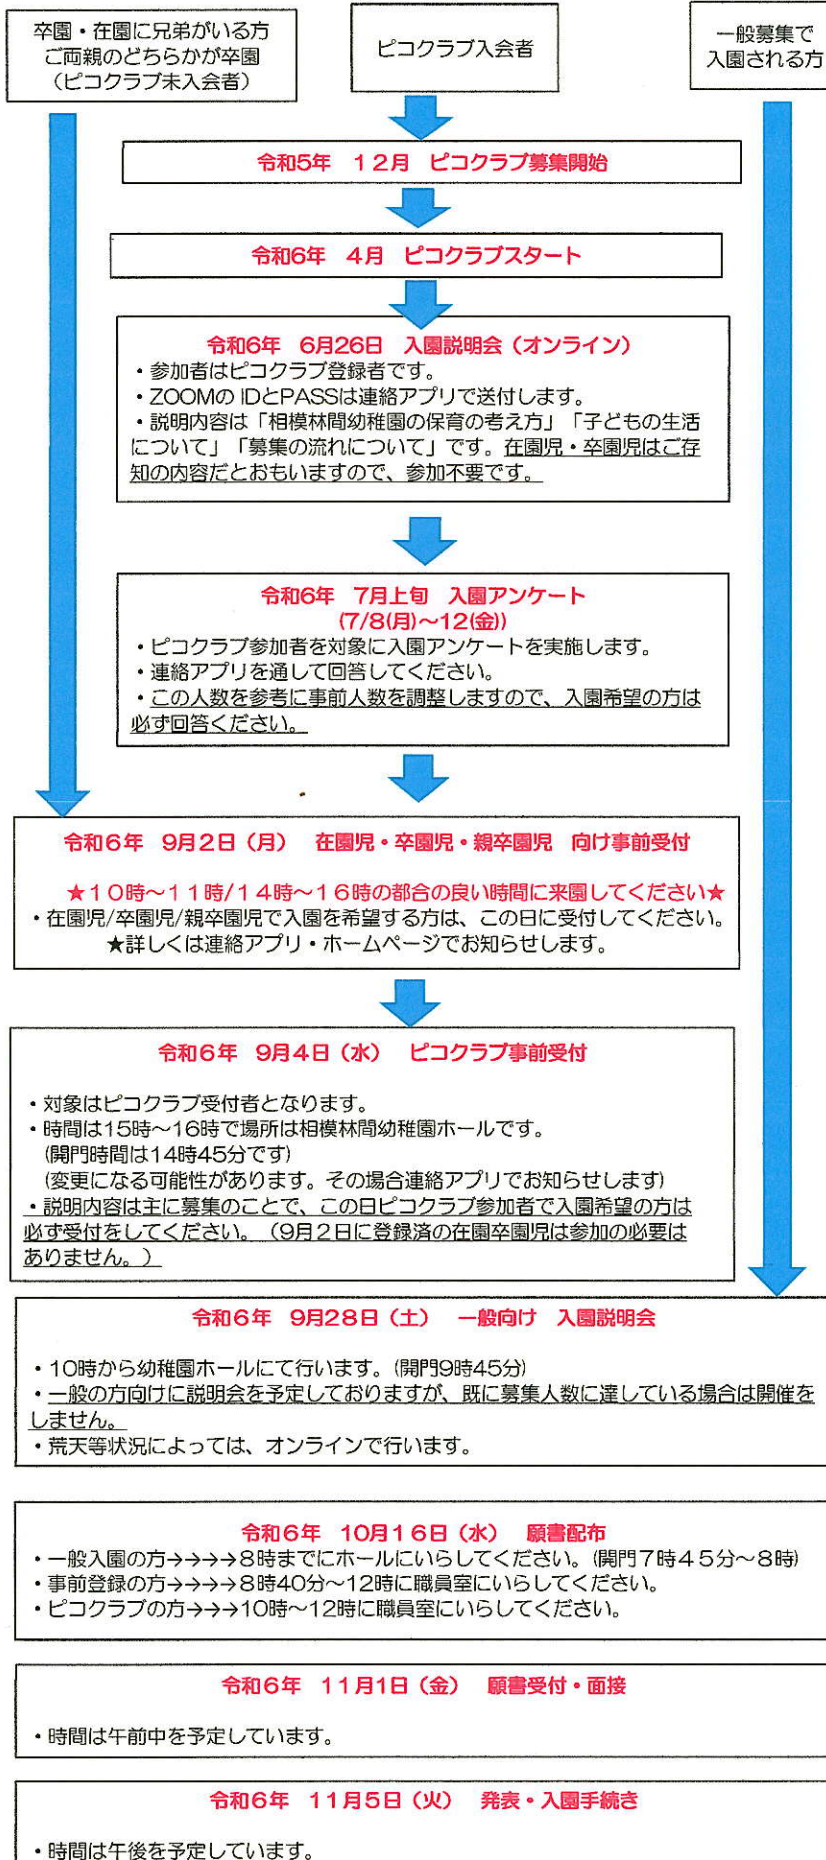 卒園・在園に兄弟がいる方
ご両親のどちらかが卒園
（ピコクラブ未入会者）
ピコクラブ入会者
一般募集で
入園される方
令和5年　１２月　ピコクラブ募集開始
令和6年　４月　ピコクラブスタート
令和6年　6月26日　入園説明会（オンライン）
・参加者はピコクラブ登録者です。
・ZOOMの IDとPASSは連絡アプリで送付します。
・説明内容は「相模林間幼稚園の保育の考え方」「子どもの生活
について」「募集の流れについて」です。在園児・卒園児はご存
知の内容だとおもいますので、参加不要です。
令和6年　7月上旬　入園アンケート
(7/8(月)～12(金))
・ピコクラブ参加者を対象に入園アンケートを実施します。
・連絡アプリを通して回答してください。
・この人数を参考に事前人数を調整しますので、入園希望の方は
必ず回答ください。
令和６年　９月２日（月）　在園児・卒園児・親卒園児　向け事前受付
★１０時～１１時/１４時～１６時の都合の良い時間に来園してください★
・在園児/卒園児/親卒園児で入園を希望する方は、この日に受付してください。
★詳しくは連絡アプリ・ホームページでお知らせします。
令和６年　９月４日（水）　ピコクラブ事前受付
・対象はピコクラブ受付者となります。
・時間は15時～16時で場所は相模林間幼稚園ホールです。
(開門時間は14時45分です)
(変更になる可能性があります。その場合連絡アプリでお知らせします)
・説明内容は主に募集のことで、この日ピコクラブ参加者で入園希望の方は
必ず受付をしてください。（9月２日に登録済の在園卒園児は参加の必要は
ありません。）
令和６年　９月28日（土）　一般向け　入園説明会
・10時から幼稚園ホールにて行います。(開門9時45分)
・一般の方向けに説明会を予定しておりますが、既に募集人数に達している場合は開催を
しません。
・荒天等状況によっては、オンラインで行います。
令和６年　10月１６日（水）　願書配布
・一般入園の方→→→→8時までにホールにいらしてください。(開門７時４５分～８時)
・事前登録の方→→→→8時40分～12時に職員室にいらしてください。
・ピコクラブの方→→→10時～12時に職員室にいらしてください。
令和６年　１１月１日（金）　願書受付・面接
・時間は午前中を予定しています。
令和６年　１１月５日（火）　発表・入園手続き
・時間は午後を予定しています。